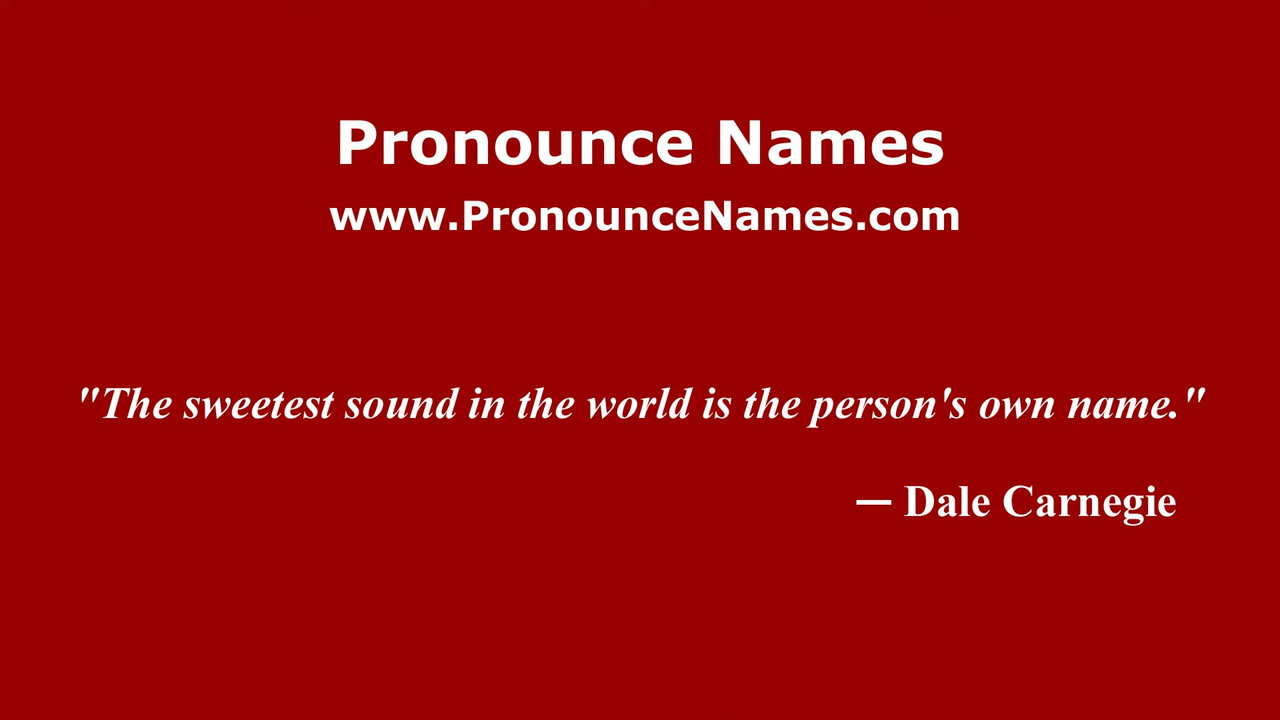 Pronounce Names
www.PronounceNames.com
"The sweetest sound in the world is the person's own name."
— Dale Carnegie